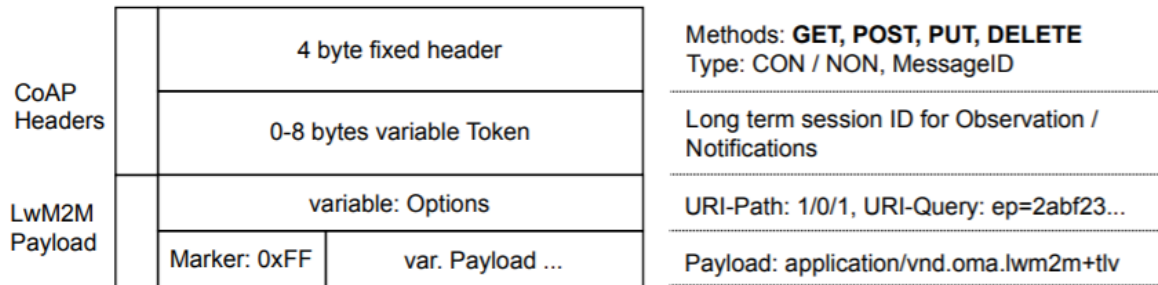 CoAP
Headers
4 byte fixed header
Methods: GET, POST, PUT, DELETE
Type: CON / NON, MessageID
0-8 bytes variable Token
Long term session ID for Observation /
Notifications
LwM2M
Payload
variable: Options
URI-Path: 1/0/1, URI-Query: ep=2abf23...
Marker: 0xFF
var. Payload ...
Payload: application/vnd.oma.lwm2m+tlv